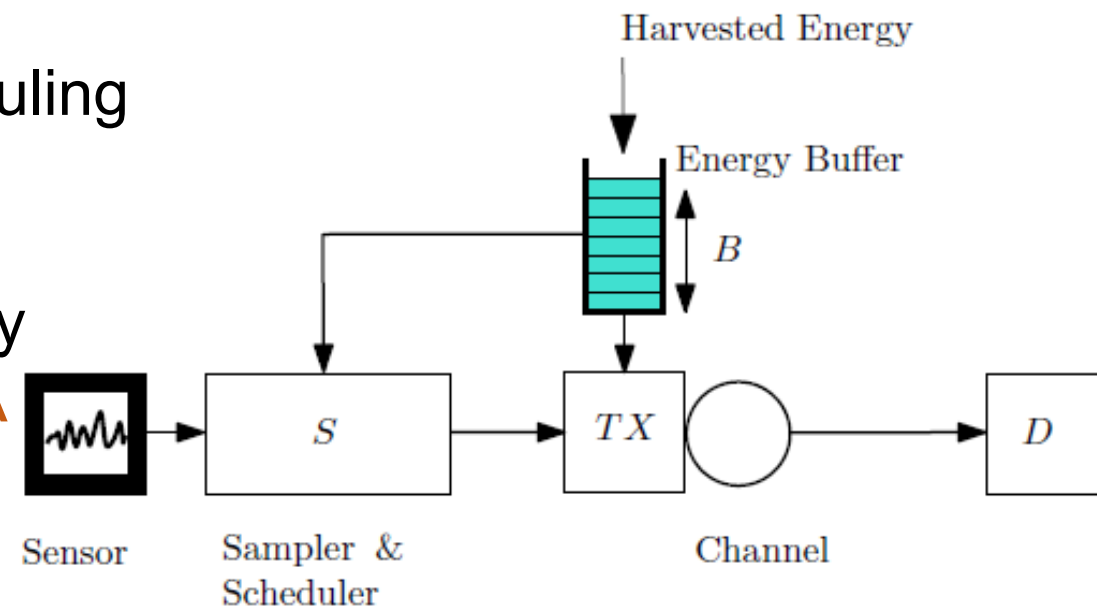 Harvested Energy
uling
Energy Buffer
B
y
S
TX
D
Sensor
Sampler &
Scheduler
Channel